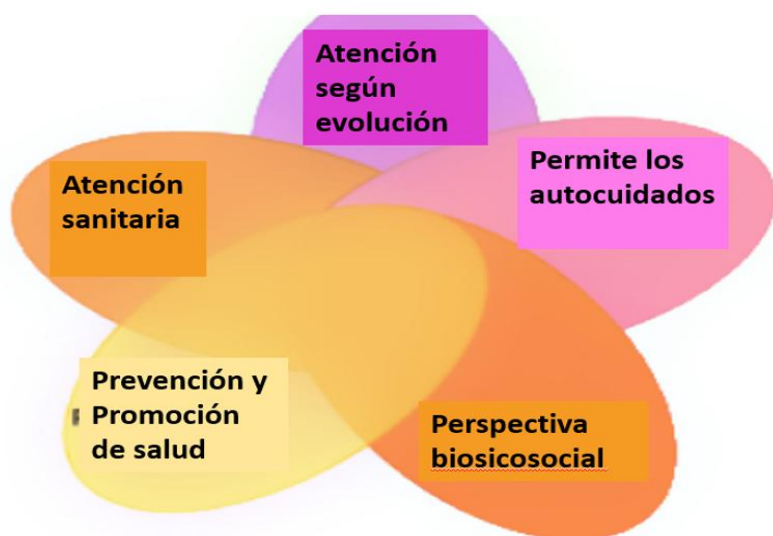 Atención
según
evolución
Permite los
autocuidados
Atención
sanitaria
Prevención y
Promoción
de salud
Perspectiva
biosicosocial